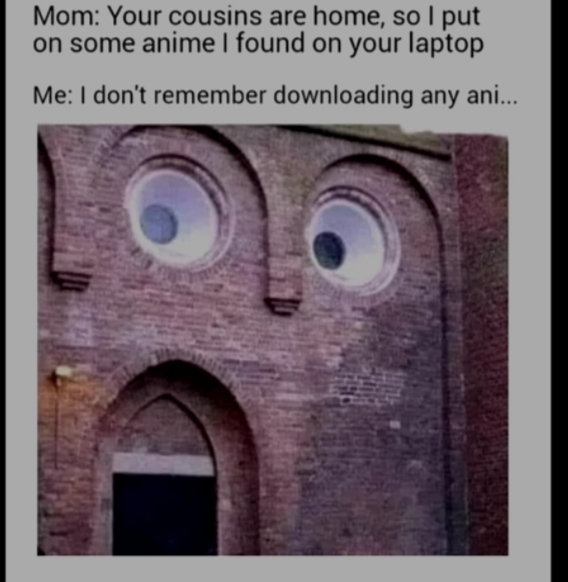 Mom: Your cousins are home, so I put
on some anime I found on your laptop
Me: I don't remember downloading any ani...